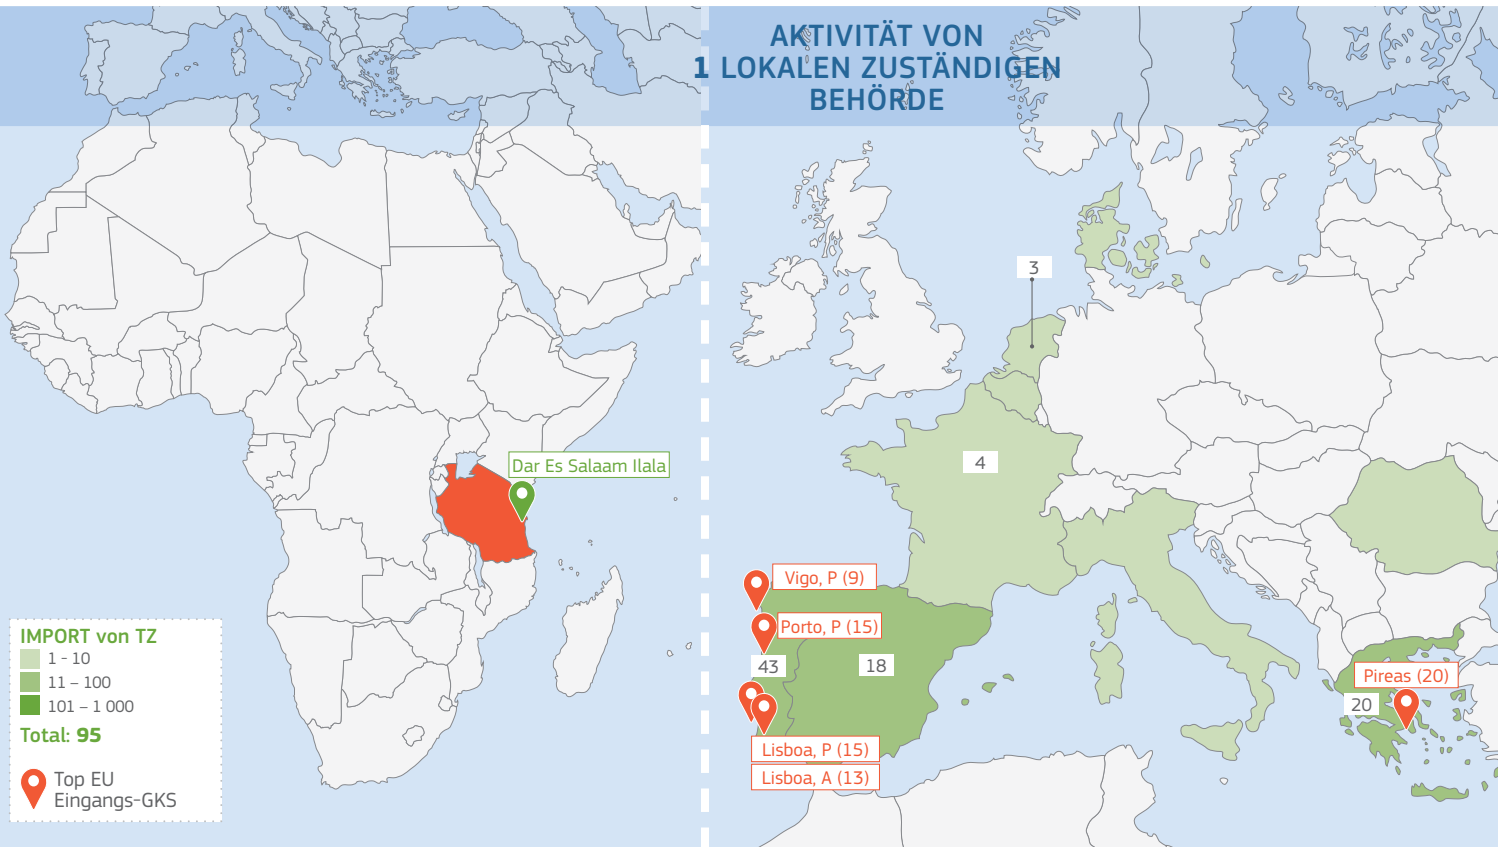 AKTIVITÄT VON
1 LOKALEN ZUSTÄNDIGEN
BEHÖRDE
3
Dar Es Salaam Ilala
4
Vigo, P (9)
Porto, P (15)
43
18
Pireas (20)
20
Lisboa, P (15)
Lisboa, A (13)
IMPORT von TZ
1 - 10
11 – 100
101 – 1 000
Total: 95
Top EU
Eingangs-GKS